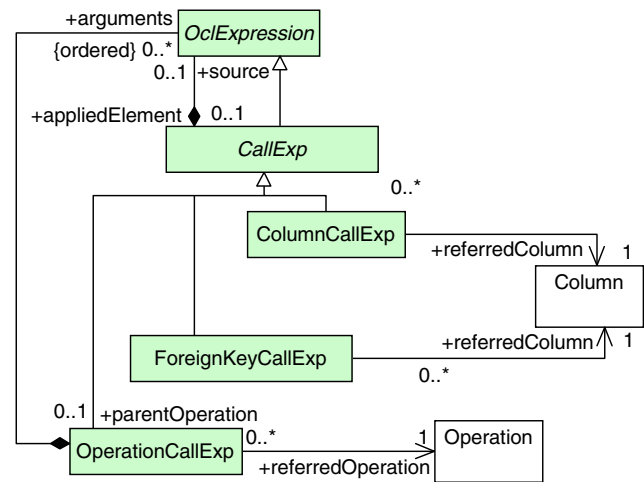 +arguments
OclExpression
{ordered} 0..*
0..1 +source
+appliedElement 0..1
CallExp
0..*
ColumnCallExp
+referredColumn 1
Column
ForeignKeyCallExp
+referredColumn 1
0..*
0..1 +parentOperation
OperationCallExp
0..* 1
Operation
+referredOperation